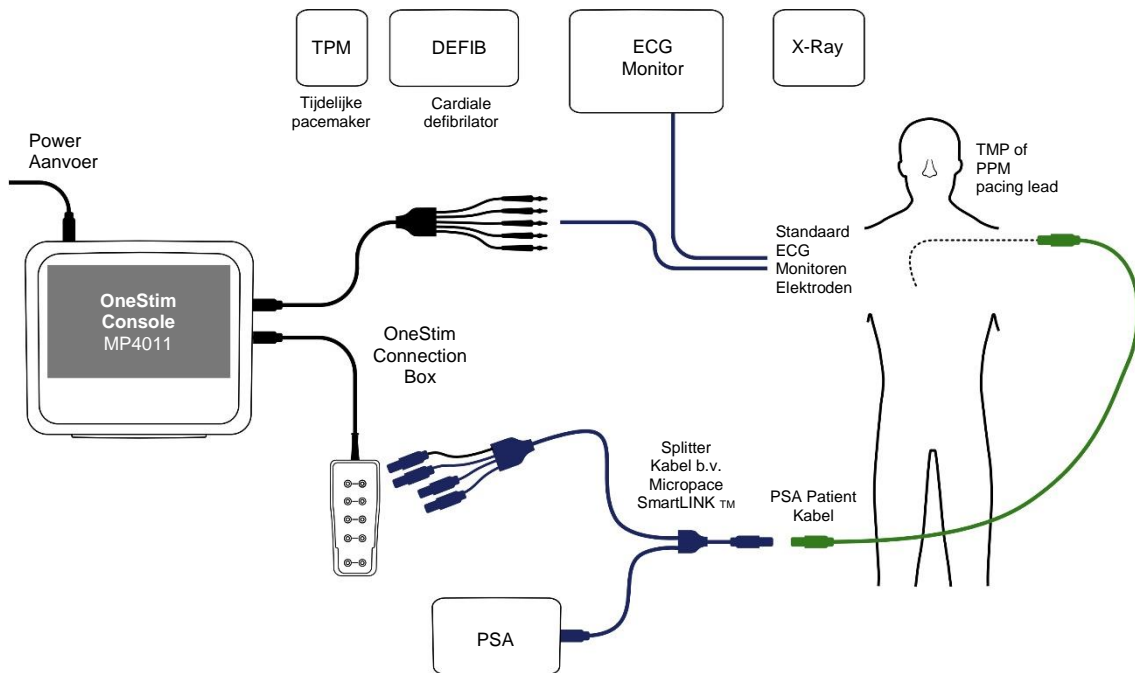 TPM
DEFIB
ECG
Monitor
X-Ray
Tijdelijke
pacemaker
Cardiale
defibrilator
Power
Aanvoer
TMP of
PPM
pacing lead
Standaard
ECG
Monitoren
Elektroden
OneStim
Console
MP4011
OneStim
Connection
Box
Splitter
Kabel b.v.
Micropace
SmartLINK TM
PSA Patient
Kabel
PSA